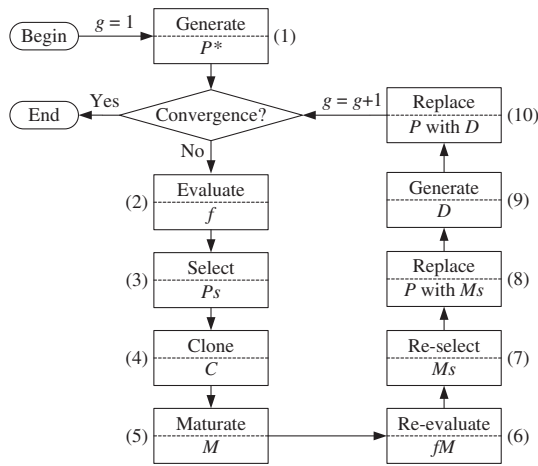 Begin
g = 1
Generate
P*
(1)
End
Yes
Convergence?
g = g+1
Replace
P with D
(10)
No
(2)
Evaluate
f
Generate
D
(9)
(3)
Select
Ps
Replace
P with Ms
(8)
(4)
Clone
C
Re-select
Ms
(7)
(5)
Maturate
M
Re-evaluate
fM
(6)